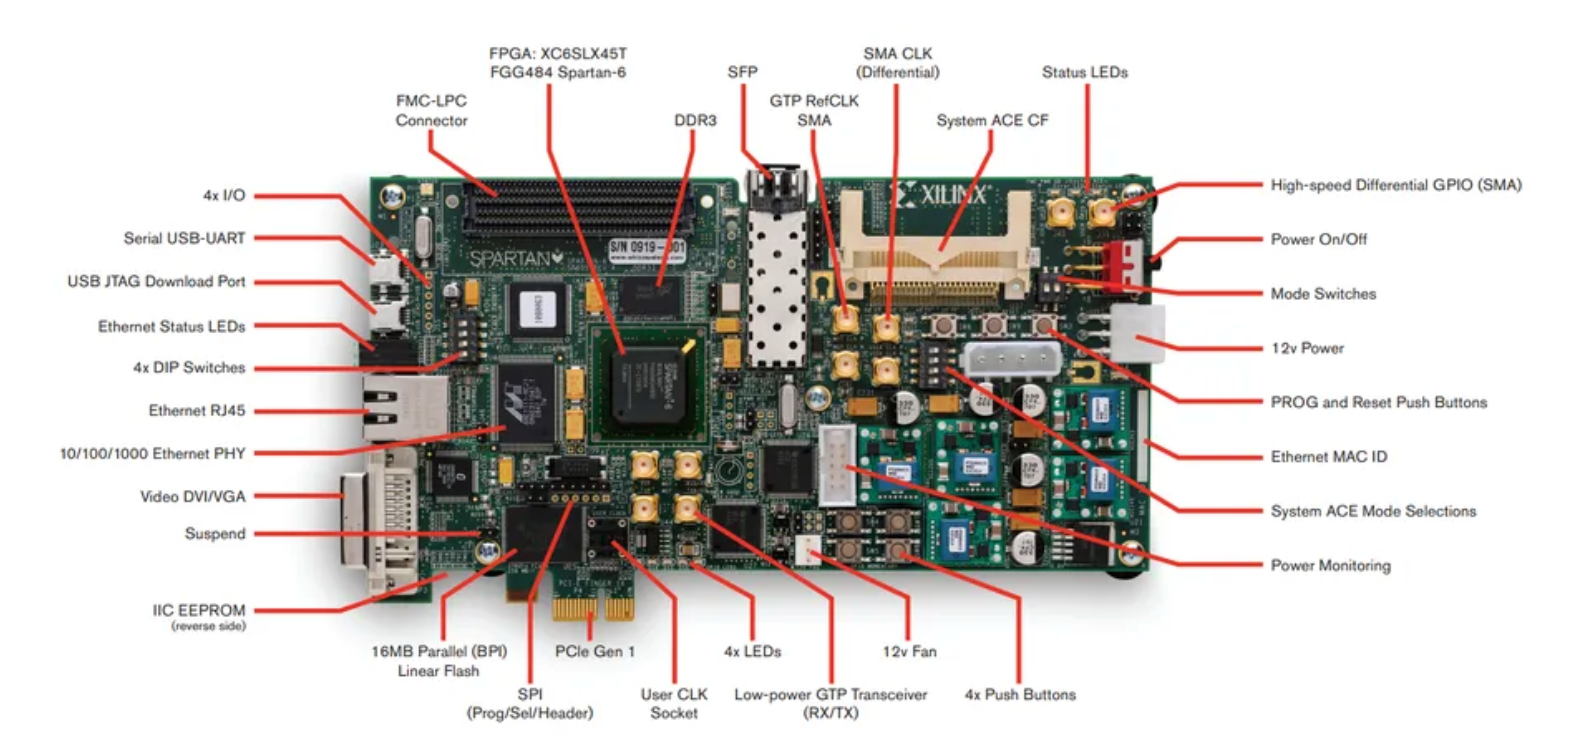 FPGA: XC6SLX45T
FGG484 Spartan-6
SFP
SMA CLK
(Differential)
Status LEDs
FMC-LPC
Connector
DDR3
GTP RefCLK
SMA
System ACE CF
4x I/O
Serial USB-UART
USB JTAG Download Port
Ethernet Status LEDs
4x DIP Switches
Ethernet RJ45
10/100/1000 Ethernet PHY
Video DVI/VGA
Suspend
IIC EEPROM
(reverse side)
XILINX
SPARTAN
S/N 0919-001
SPARTAN-6
High-speed Differential GPIO (SMA)
Power On/Off
Mode Switches
12v Power
PROG and Reset Push Buttons
Ethernet MAC ID
System ACE Mode Selections
Power Monitoring
16MB Parallel (BPI)
Linear Flash
PCIe Gen 1
4x LEDs
12v Fan
SPI
(Prog/Sel/Header)
User CLK
Socket
Low-power GTP Transceiver
(RX/TX)
4x Push Buttons